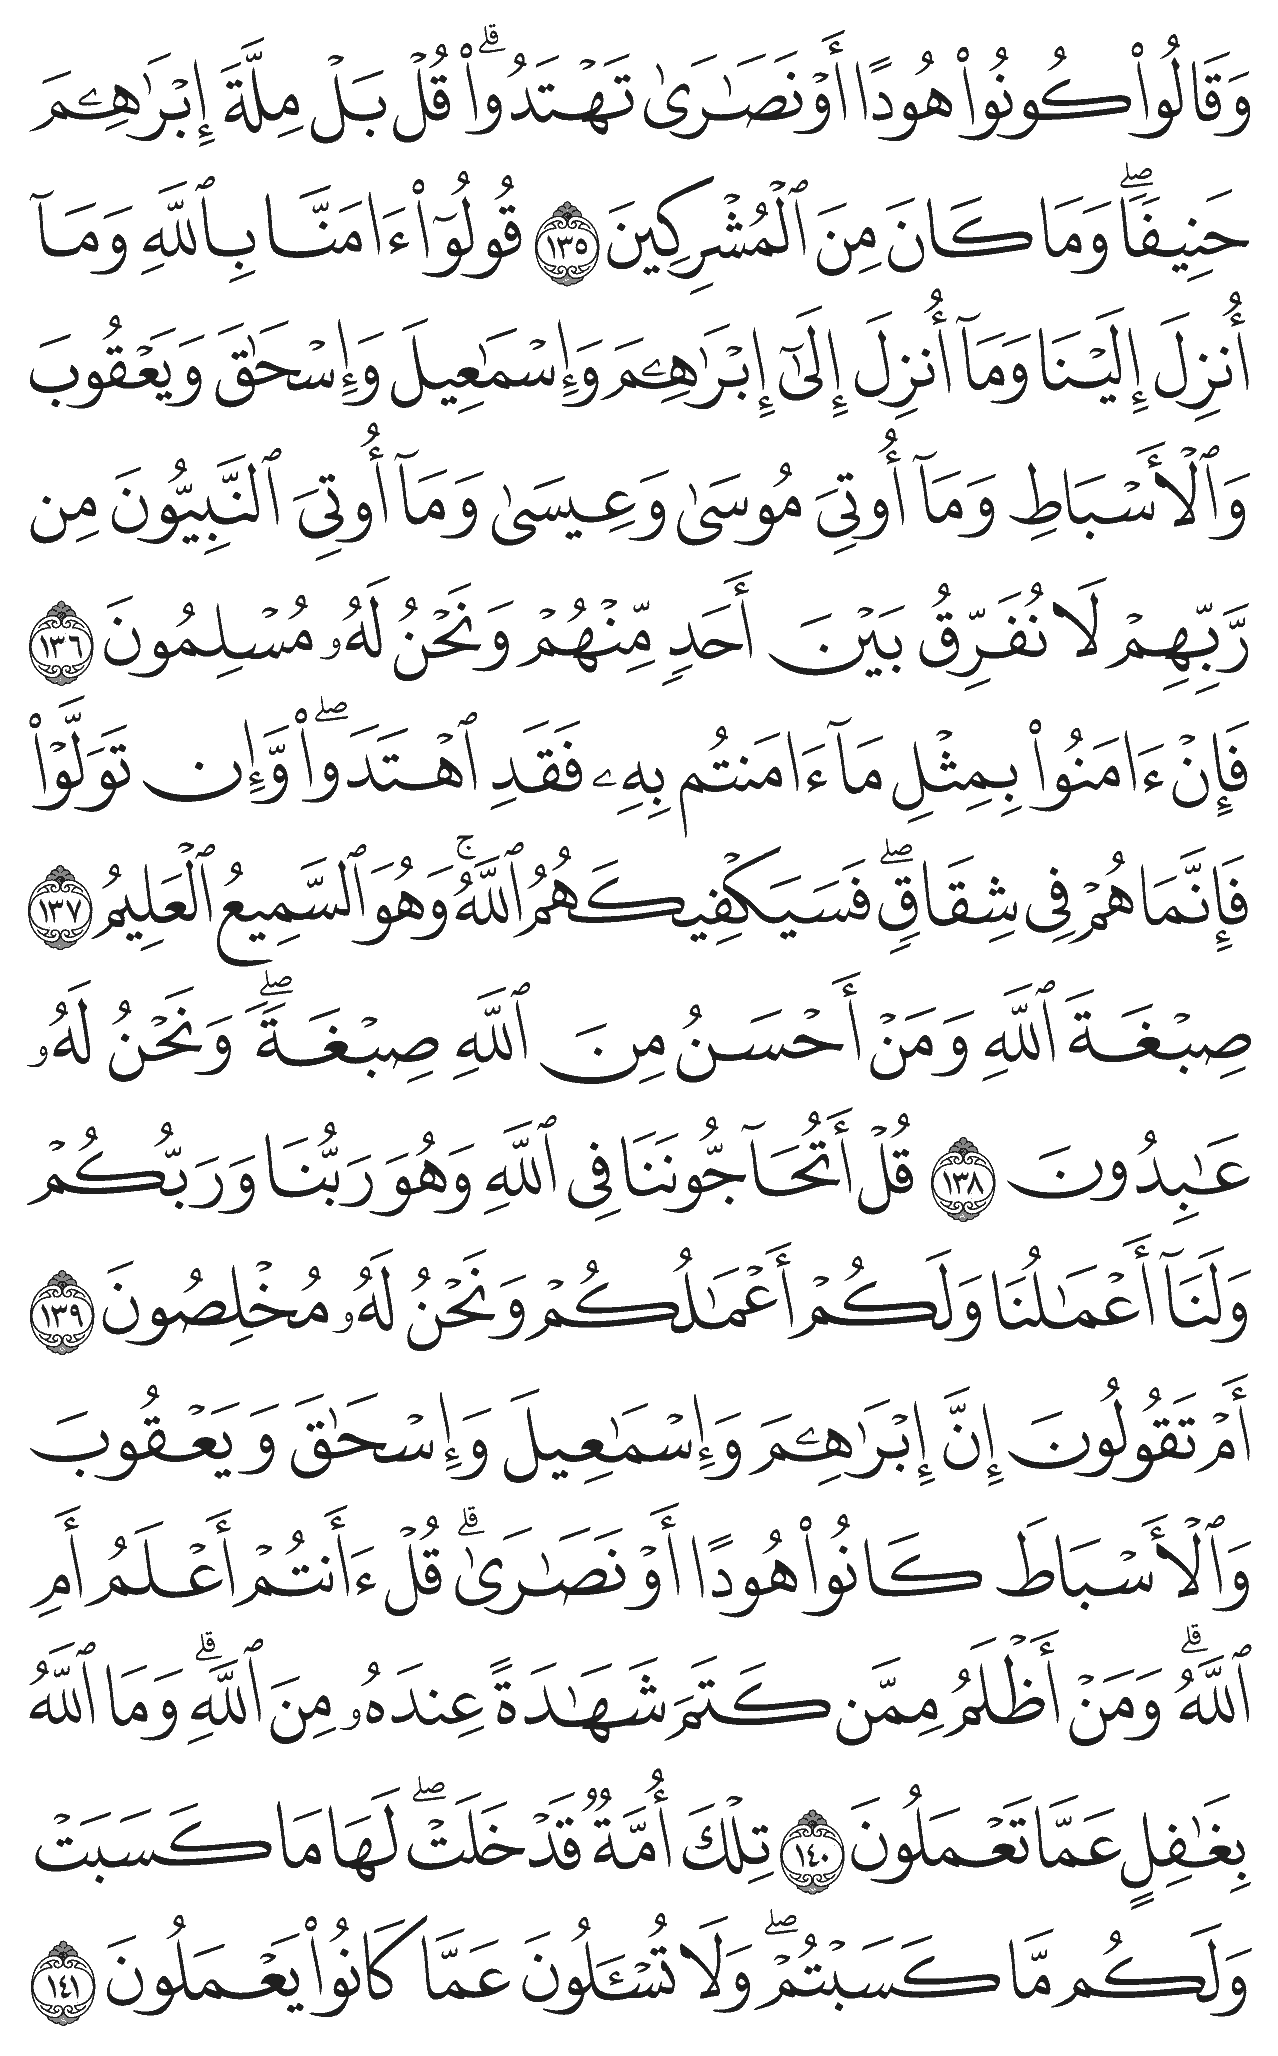 وَقَالُوا۟ كُونُوا۟ هُودًا أَوْ نَصَـٰرَىٰ تَهْتَدُوا۟ ۗ قُلْ بَلْ مِلَّةَ إِبْرَٰهِـۧمَ
حَنِيفًا ۖ وَمَا كَانَ مِنَ ٱلْمُشْرِكِينَ ١٣٥ قُولُوٓا۟ ءَامَنَّا بِٱللَّهِ وَمَآ
أُنزِلَ إِلَيْنَا وَمَآ أُنزِلَ إِلَىٰٓ إِبْرَٰهِـۧمَ وَإِسْمَـٰعِيلَ وَإِسْحَـٰقَ وَيَعْقُوبَ
وَٱلْأَسْبَاطِ وَمَآ أُوتِىَ مُوسَىٰ وَعِيسَىٰ وَمَآ أُوتِىَ ٱلنَّبِيُّونَ مِن
رَّبِّهِمْ لَا نُفَرِّقُ بَيْنَ أَحَدٍ مِّنْهُمْ وَنَحْنُ لَهُۥ مُسْلِمُونَ ١٣٦
فَإِنْ ءَامَنُوا۟ بِمِثْلِ مَآ ءَامَنتُم بِهِۦ فَقَدِ ٱهْتَدَوا۟ ۖ وَّإِن تَوَلَّوْا۟
فَإِنَّمَا هُمْ فِى شِقَاقٍ ۖ فَسَيَكْفِيكَهُمُ ٱللَّهُ ۚ وَهُوَ ٱلسَّمِيعُ ٱلْعَلِيمُ ١٣٧
صِبْغَةَ ٱللَّهِ وَمَنْ أَحْسَنُ مِنَ ٱللَّهِ صِبْغَةً ۖ وَنَحْنُ لَهُۥ
عَـٰبِدُونَ ١٣٨ قُلْ أَتُحَآجُّونَنَا فِى ٱللَّهِ وَهُوَ رَبُّنَا وَرَبُّكُمْ
وَلَنَآ أَعْمَـٰلُنَا وَلَكُمْ أَعْمَـٰلُكُمْ وَنَحْنُ لَهُۥ مُخْلِصُونَ ١٣٩
أَمْ تَقُولُونَ إِنَّ إِبْرَٰهِـۧمَ وَإِسْمَـٰعِيلَ وَإِسْحَـٰقَ وَيَعْقُوبَ
وَٱلْأَسْبَاطَ كَانُوا۟ هُودًا أَوْ نَصَـٰرَىٰ ۗ قُلْ ءَأَنتُمْ أَعْلَمُ أَمِ
ٱللَّهُ ۗ وَمَنْ أَظْلَمُ مِمَّن كَتَمَ شَهَـٰدَةً عِندَهُۥ مِنَ ٱللَّهِ ۗ وَمَا ٱللَّهُ
بِغَـٰفِلٍ عَمَّا تَعْمَلُونَ ١٤٠ تِلْكَ أُمَّةٌ قَدْ خَلَتْ ۖ لَهَا مَا كَسَبَتْ
وَلَكُم مَّا كَسَبْتُمْ ۖ وَلَا تُسْـَٔلُونَ عَمَّا كَانُوا۟ يَعْمَلُونَ ١٤١